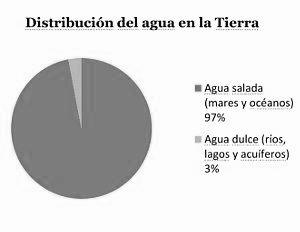 Distribución del agua en la Tierra
Agua salada
(mares y océanos)
97%
Agua dulce (ríos,
lagos y acuíferos)
3%